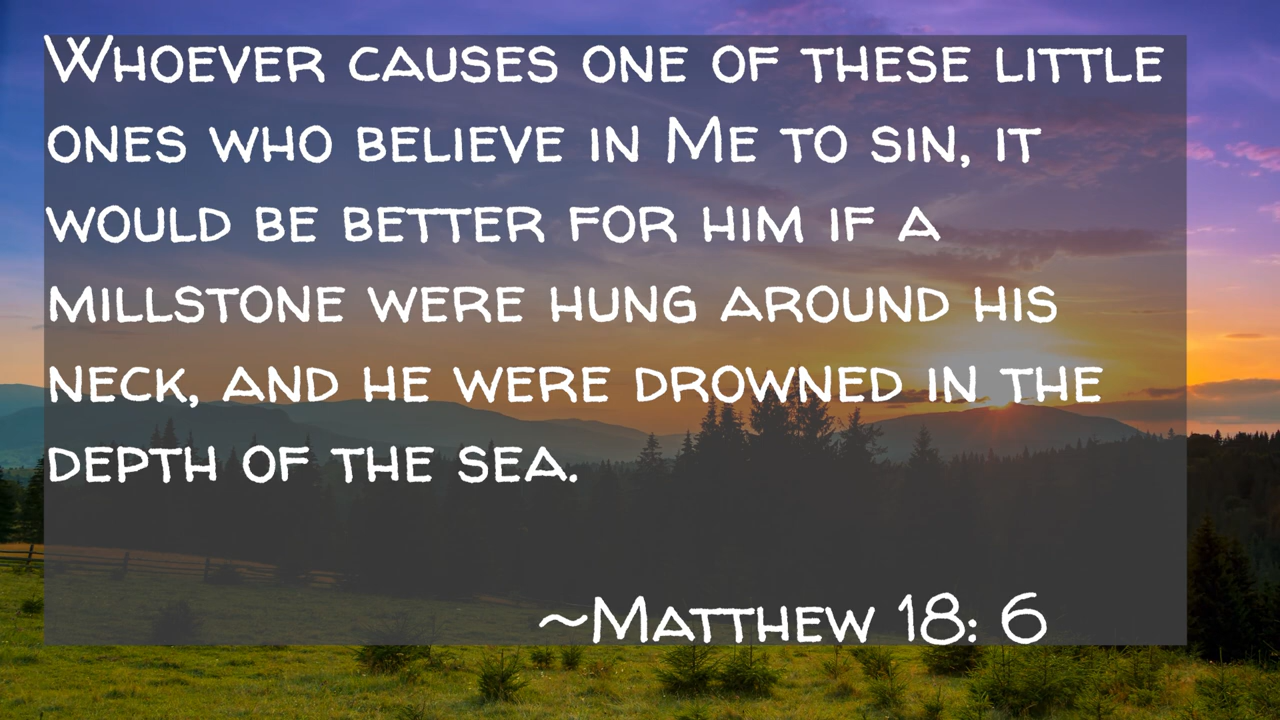 Whoever causes one of these little
ones who believe in Me to sin, it
would be better for him if a
millstone were hung around his
neck, and he were drowned in the
depth of the sea.
~Matthew 18: 6